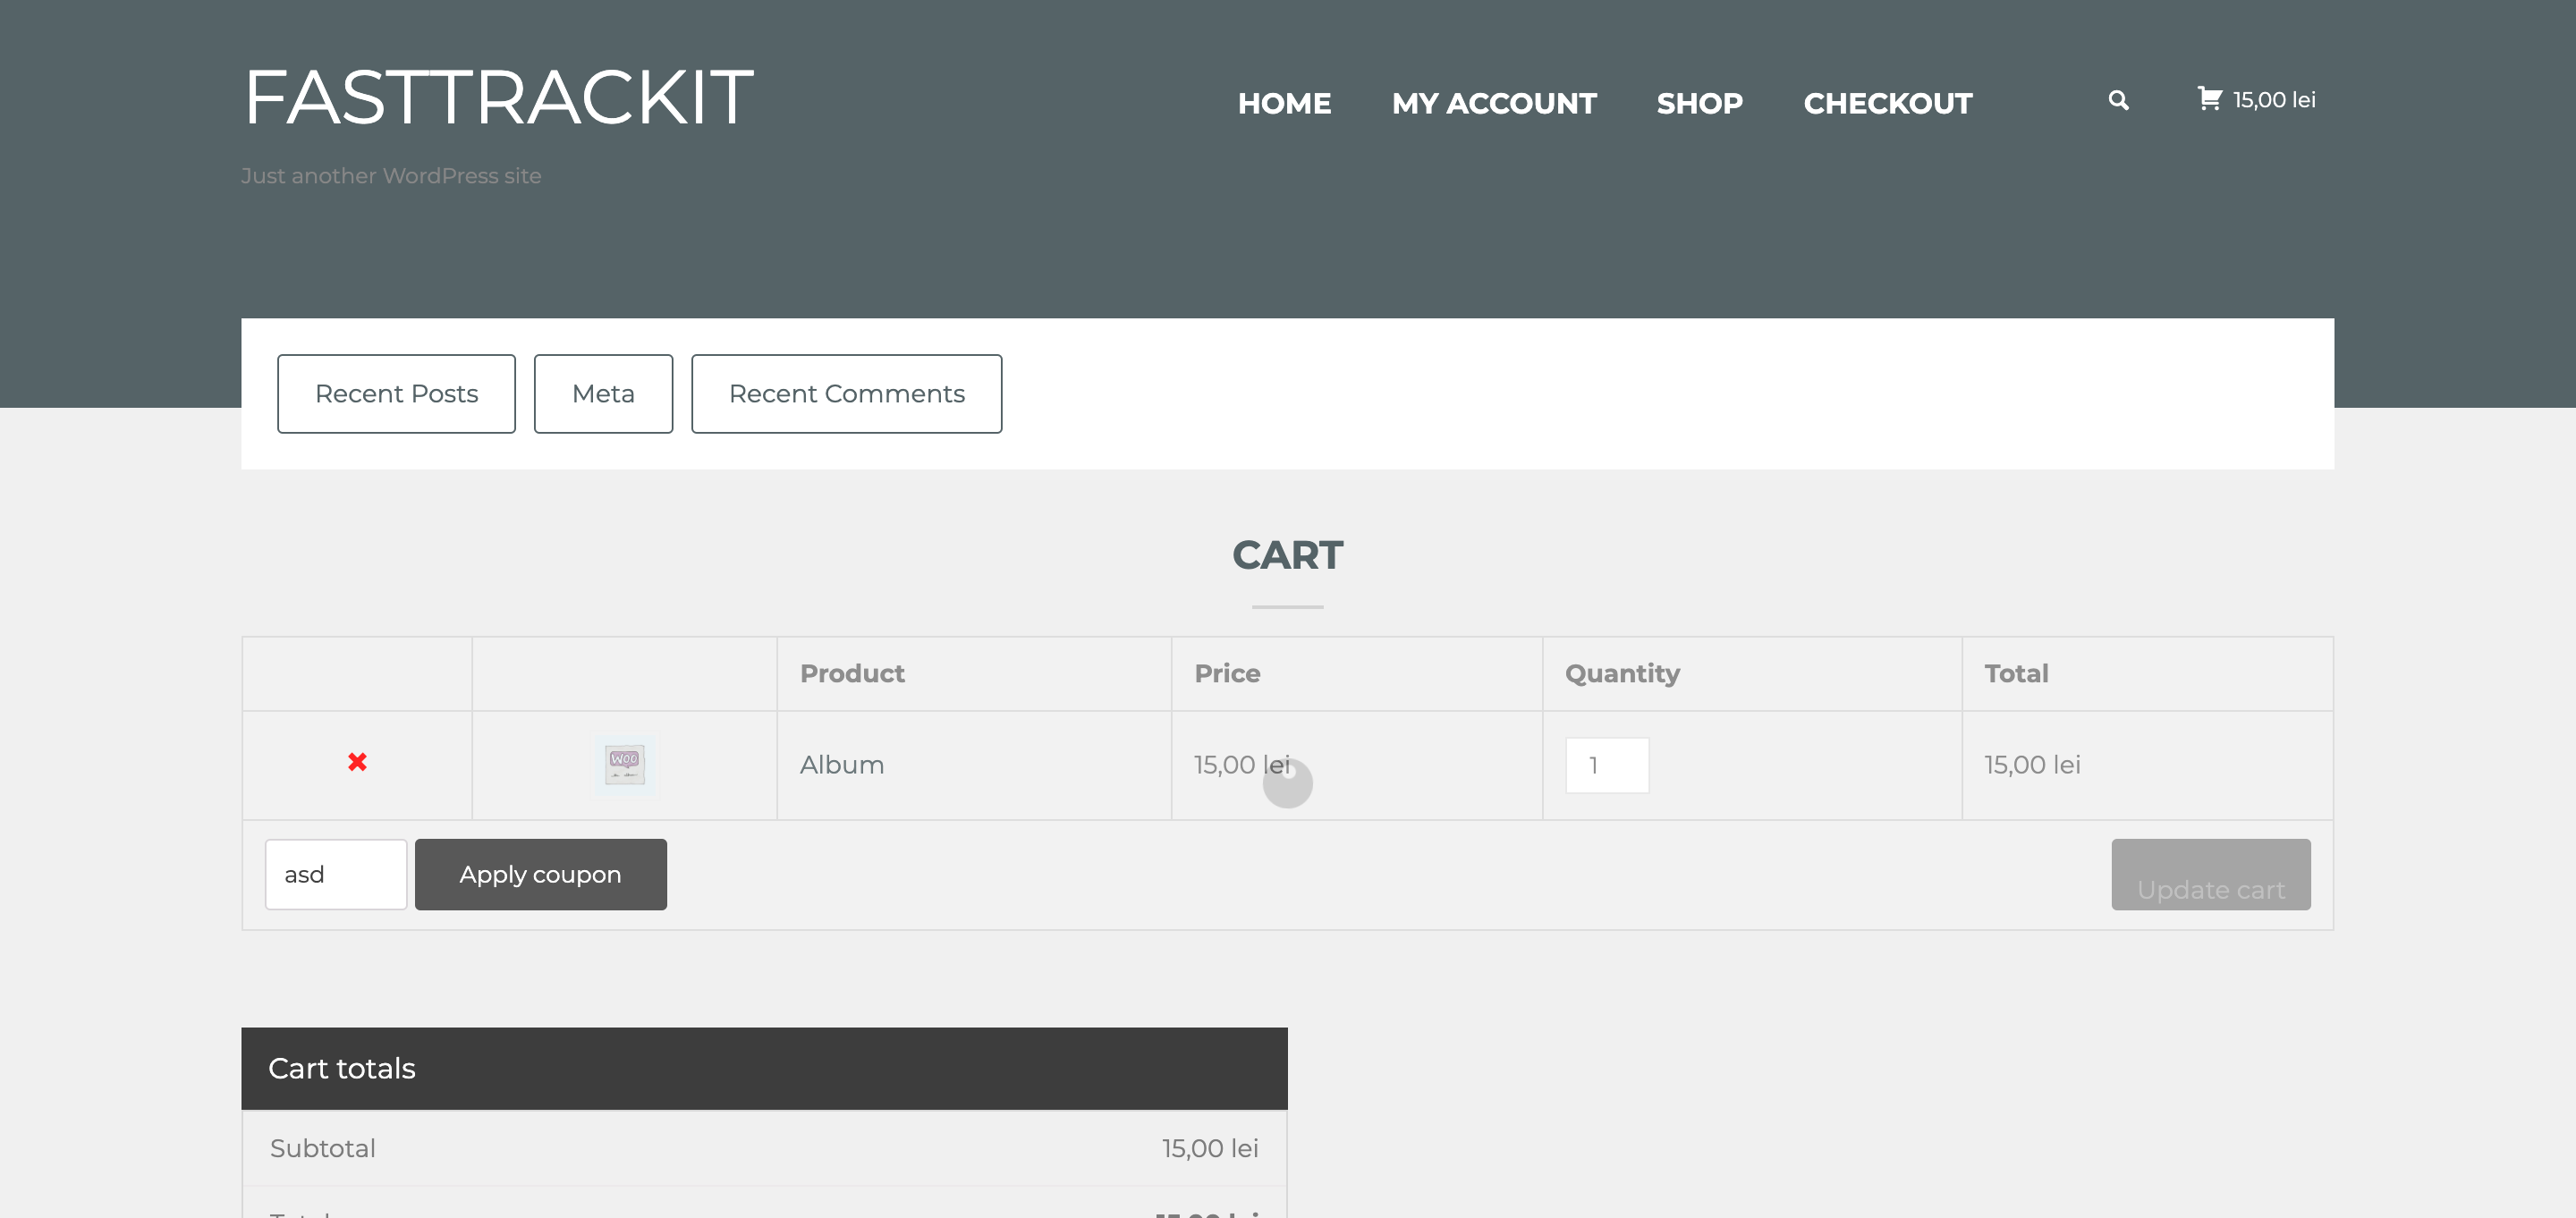 FASTTRACKIT
HOME MY ACCOUNT SHOP CHECKOUT 15,00 lei
Just another WordPress site
Recent Posts Meta Recent Comments
CART
Product Price Quantity Total
WOO
Album 15,00 lei 1 15,00 lei
asd Apply coupon Update cart
Cart totals
Subtotal 15,00 lei